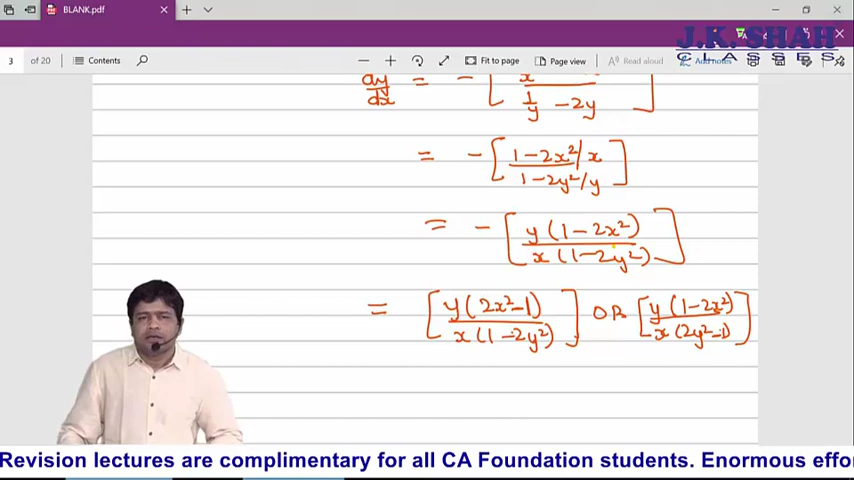 BLANK.pdf
J.K. SHAH
CLASSES
3 of 20 Contents Fit to page Page view Read aloud Add notes
dy/dx = - [ 1/y - 2y ]
= - [ 1-2x²/x / 1-2y²/y ]
= - [ y(1-2x²) / x(1-2y²) ]
= [ y(2x²-1) / x(1-2y²) ] OR [ y(1-2x²) / x(2y²-1) ]
Revision lectures are complimentary for all CA Foundation students. Enormous effo